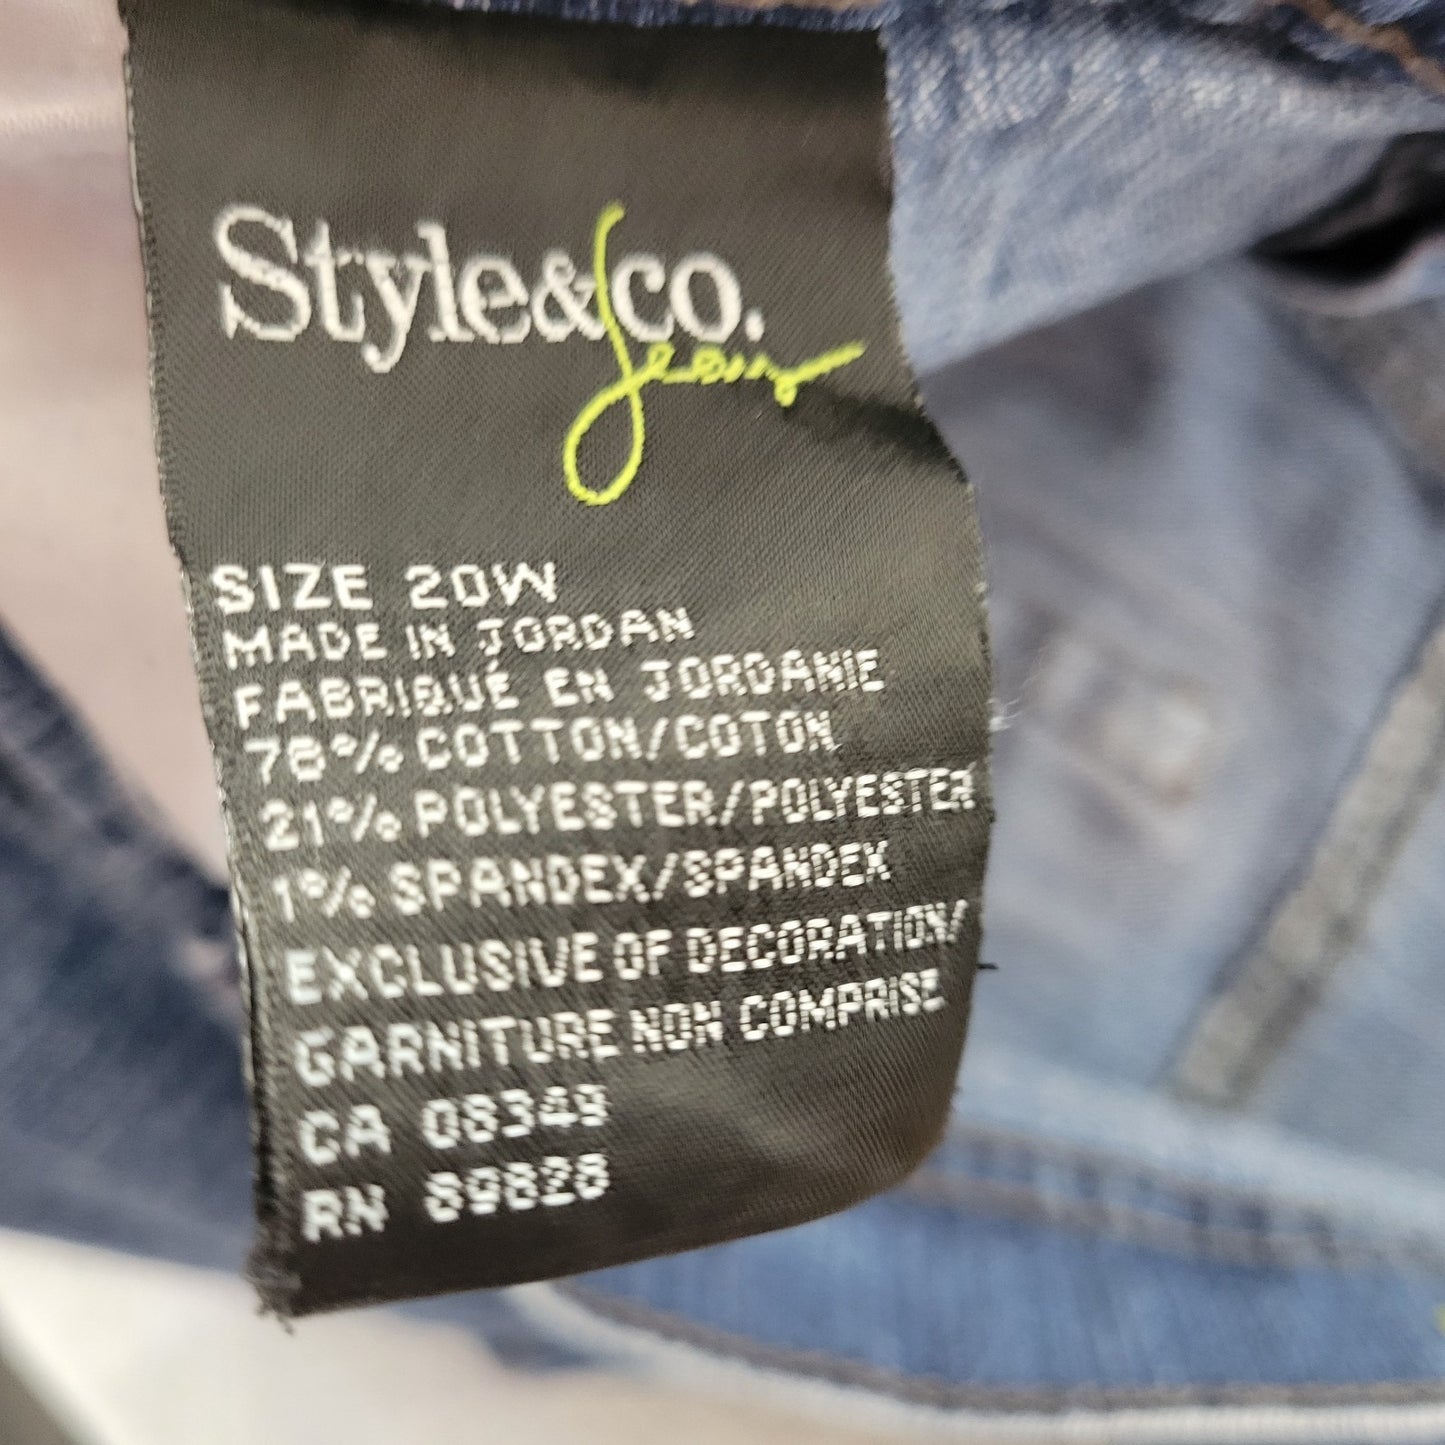 Style&co.
Jeans
SIZE 20W
MADE IN JORDAN
FABRIQUÉ EN JORDANIE
78% COTTON/COTON
21% POLYESTER/POLYESTER
1% SPANDEX/SPANDEX
EXCLUSIVE OF DECORATION/
GARNITURE NON COMPRISE
CA 08349
RN 89828